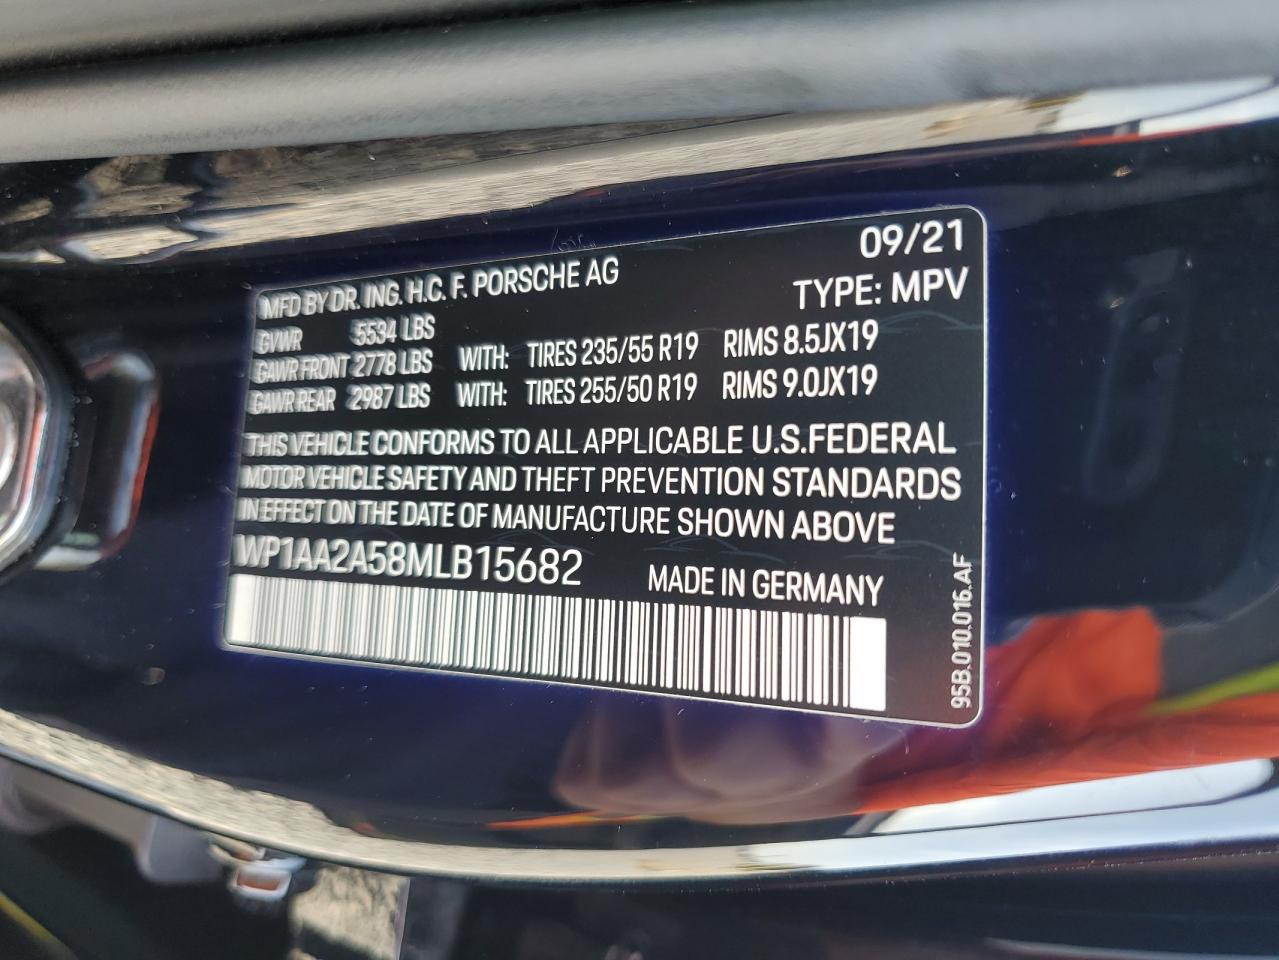 09/21
MFD BY DR. ING. H.C. F. PORSCHE AG
TYPE: MPV
GVWR 5534 LBS
GAWR FRONT 2778 LBS WITH: TIRES 235/55 R19 RIMS 8.5JX19
GAWR REAR 2987 LBS WITH: TIRES 255/50 R19 RIMS 9.0JX19
THIS VEHICLE CONFORMS TO ALL APPLICABLE U.S.FEDERAL
MOTOR VEHICLE SAFETY AND THEFT PREVENTION STANDARDS
IN EFFECT ON THE DATE OF MANUFACTURE SHOWN ABOVE
WP1AA2A58MLB15682 MADE IN GERMANY
95B.010.016.AF